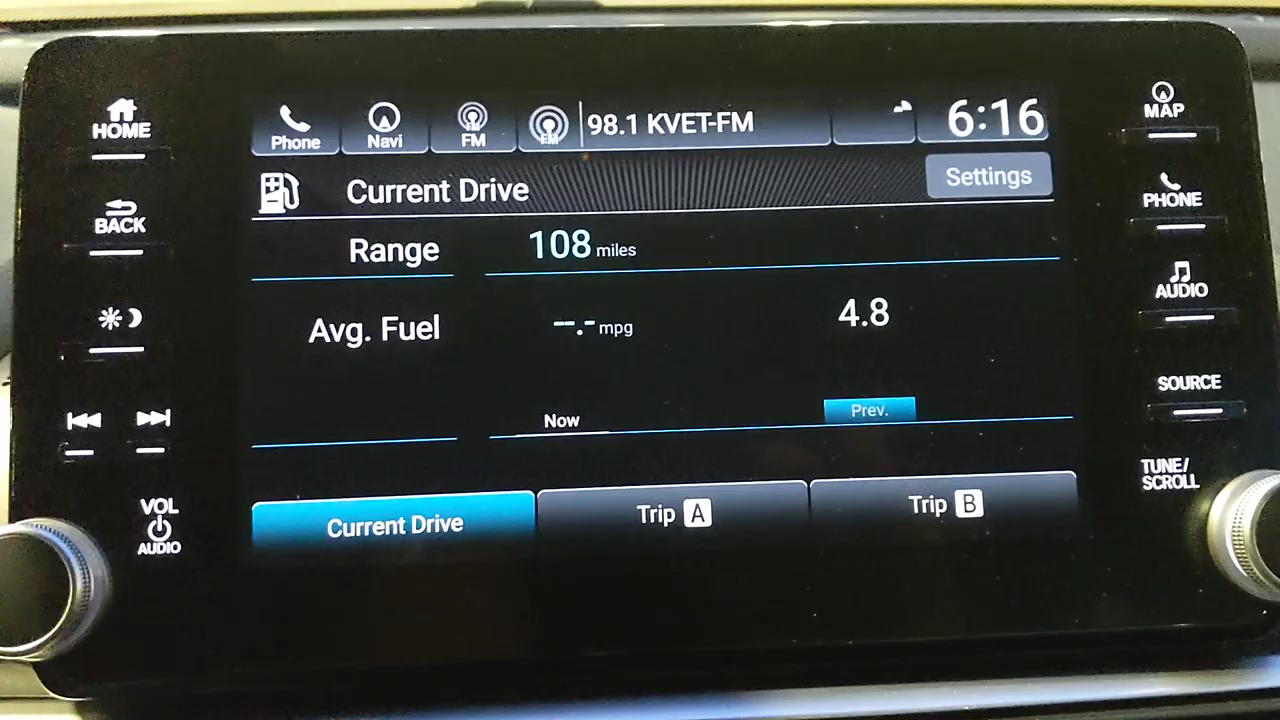 HOME
BACK
VOL
AUDIO
Phone
Navi
FM
FM
98.1 KVET-FM
6:16
Current Drive
Settings
Range 108 miles
Avg. Fuel --.- mpg 4.8
Now Prev.
Current Drive Trip A Trip B
MAP
PHONE
AUDIO
SOURCE
TUNE/
SCROLL